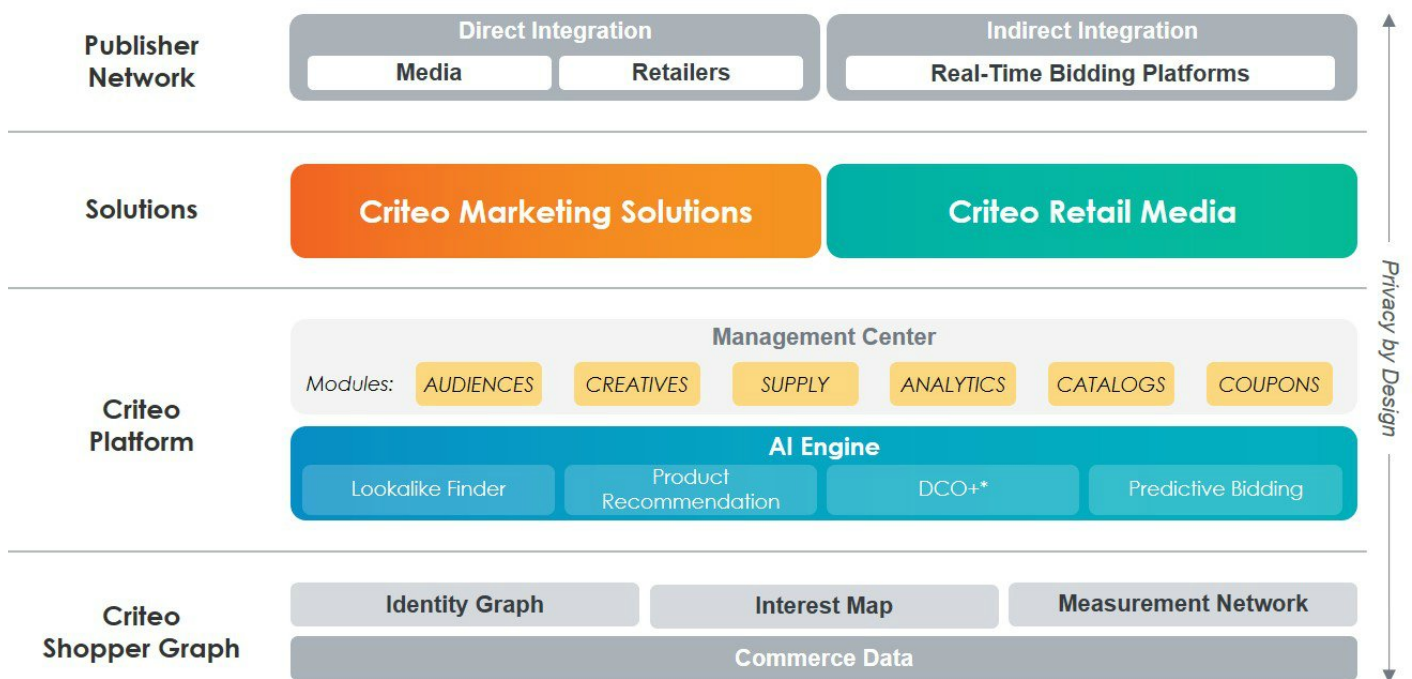 Publisher
Network
Direct Integration
Media
Retailers
Indirect Integration
Real-Time Bidding Platforms
Solutions
Criteo Marketing Solutions
Criteo Retail Media
Criteo
Platform
Management Center
Modules:
AUDIENCES
CREATIVES
SUPPLY
ANALYTICS
CATALOGS
COUPONS
AI Engine
Lookalike Finder
Product
Recommendation
DCO+*
Predictive Bidding
Criteo
Shopper Graph
Identity Graph
Interest Map
Measurement Network
Commerce Data
Privacy by Design